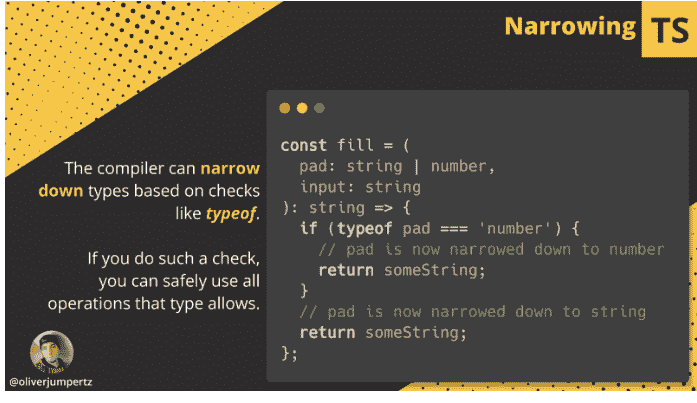 Narrowing TS
The compiler can narrow
down types based on checks
like typeof.
If you do such a check,
you can safely use all
operations that type allows.
const fill = (
pad: string | number,
input: string
): string => {
if (typeof pad === 'number') {
// pad is now narrowed down to number
return someString;
}
// pad is now narrowed down to string
return someString;
};
@oliverjumpertz